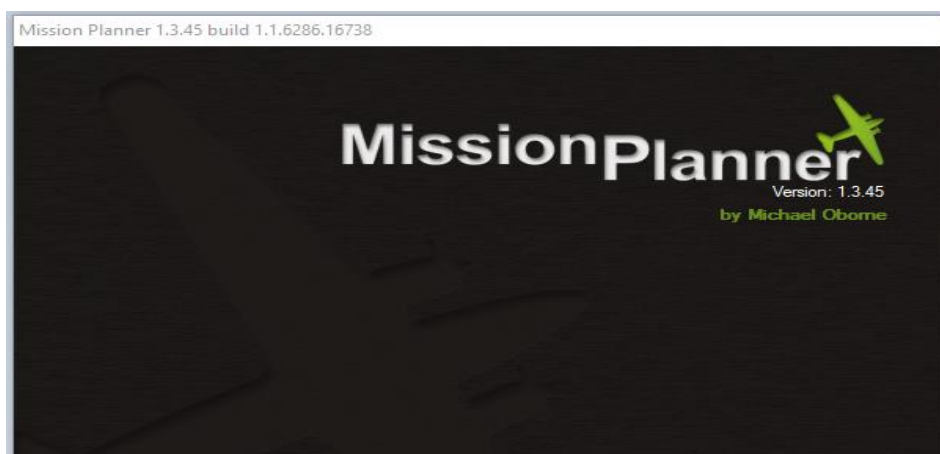 Mission Planner 1.3.45 build 1.1.6286.16738
MissionPlanner
Version: 1.3.45
by Michael Oborne